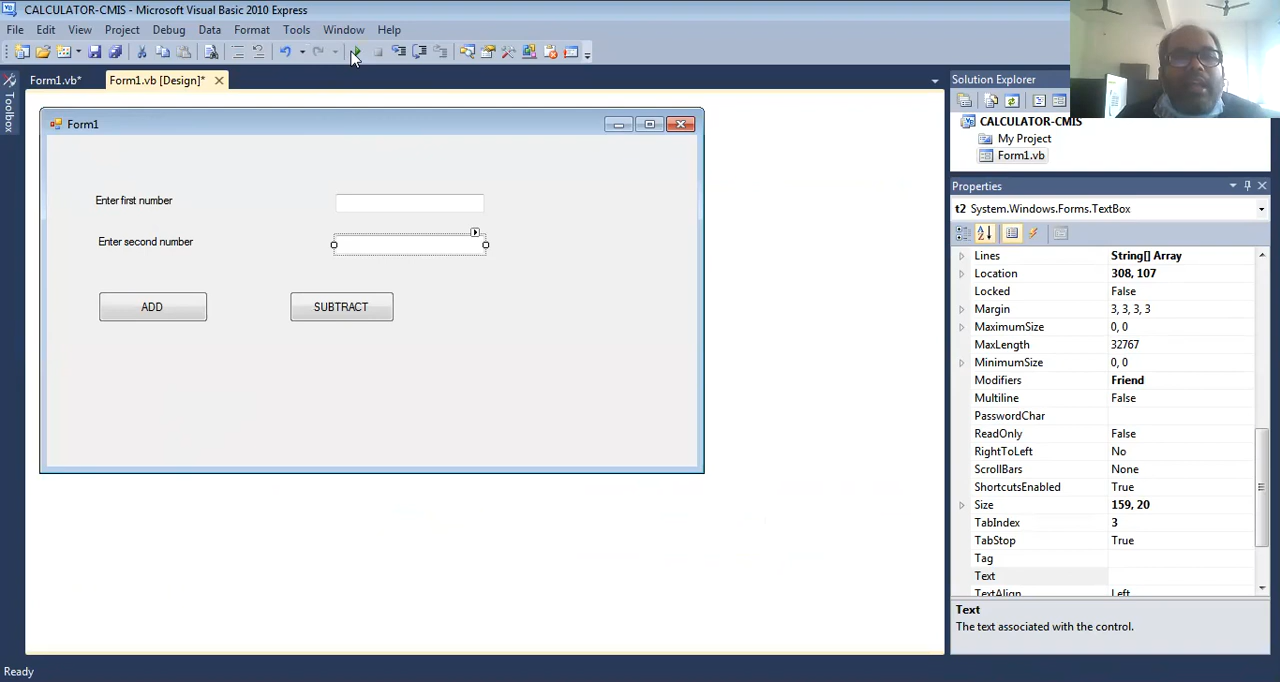 CALCULATOR-CMIS - Microsoft Visual Basic 2010 Express
File Edit View Project Debug Data Format Tools Window Help
Form1.vb* Form1.vb [Design]*
Toolbox
Form1
Enter first number
Enter second number
ADD SUBTRACT
Solution Explorer
CALCULATOR-CMIS
My Project
Form1.vb
Properties
t2 System.Windows.Forms.TextBox
Lines String[] Array
Location 308, 107
Locked False
Margin 3, 3, 3, 3
MaximumSize 0, 0
MaxLength 32767
MinimumSize 0, 0
Modifiers Friend
Multiline False
PasswordChar
ReadOnly False
RightToLeft No
ScrollBars None
ShortcutsEnabled True
Size 159, 20
TabIndex 3
TabStop True
Tag
Text
TextAlign Left
Text
The text associated with the control.
Ready